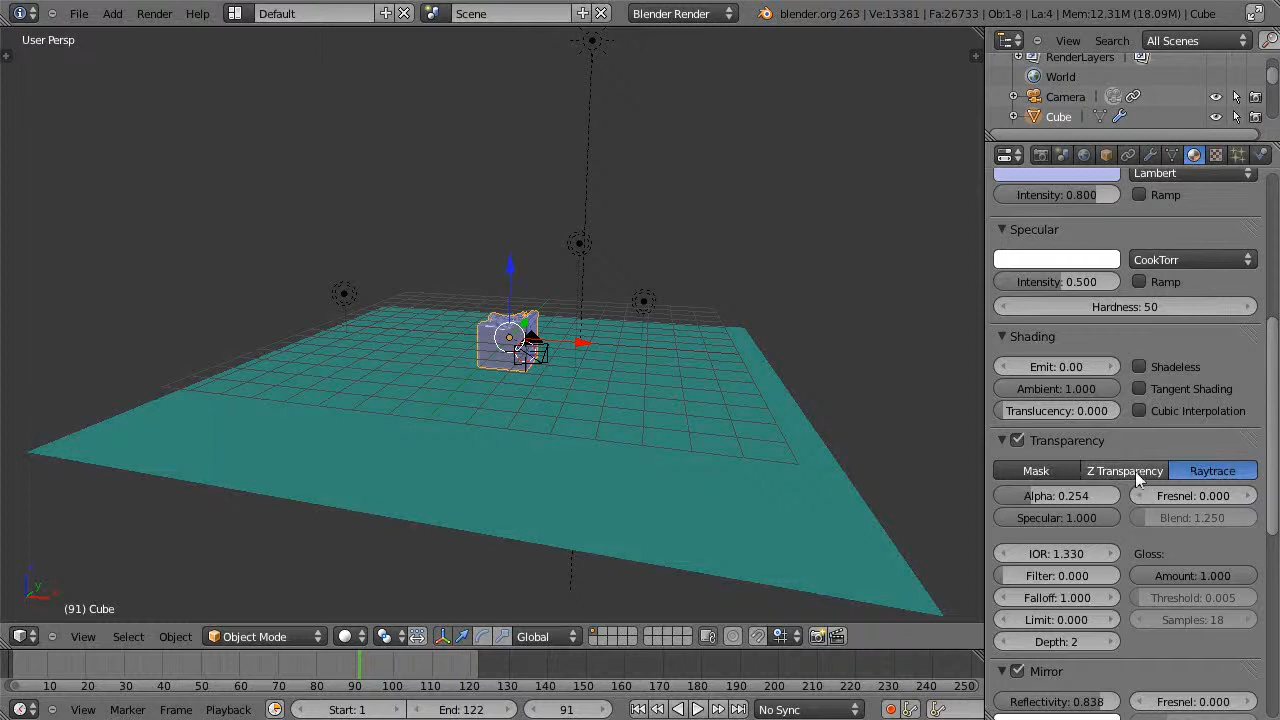 File Add Render Help Default Scene Blender Render blender.org 263 | Ve:13381 | Fa:26733 | Ob:1-8 | La:4 | Mem:12.31M (18.09M) | Cube
User Persp
View Search All Scenes
RenderLayers
World
Camera
Cube
Lambert
Intensity: 0.800 Ramp
Specular
CookTorr
Intensity: 0.500 Ramp
Hardness: 50
Shading
Emit: 0.00 Shadeless
Ambient: 1.000 Tangent Shading
Translucency: 0.000 Cubic Interpolation
Transparency
Mask Z Transparency Raytrace
Alpha: 0.254 Fresnel: 0.000
Specular: 1.000 Blend: 1.250
IOR: 1.330 Gloss:
Filter: 0.000 Amount: 1.000
Falloff: 1.000 Threshold: 0.005
Limit: 0.000 Samples: 18
Depth: 2
Mirror
Reflectivity: 0.838 Fresnel: 0.000
y
(91) Cube
View Select Object Object Mode Global
10 20 30 40 50 60 70 80 90 100 110 120 130 140 150 160 170 180 190 200 210 220 230 240 250
View Marker Frame Playback Start: 1 End: 122 91 No Sync